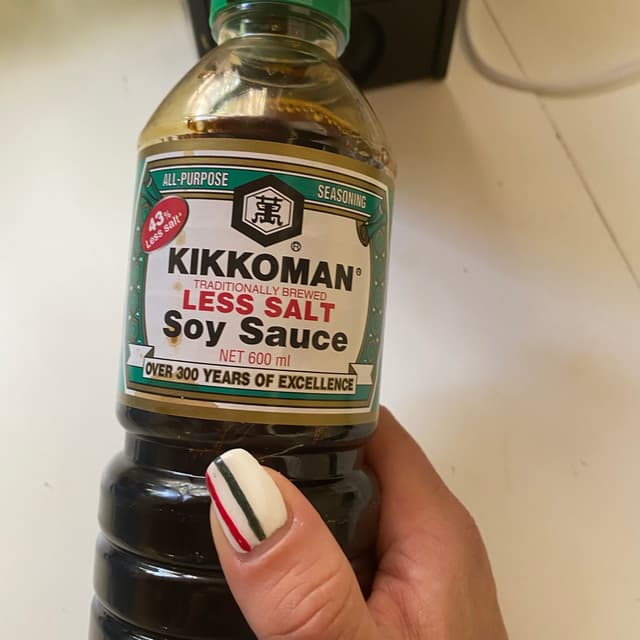 ALL-PURPOSE SEASONING
萬
43%
Less salt*
KIKKOMAN®
TRADITIONALLY BREWED
LESS SALT
Soy Sauce
NET 600 ml
OVER 300 YEARS OF EXCELLENCE